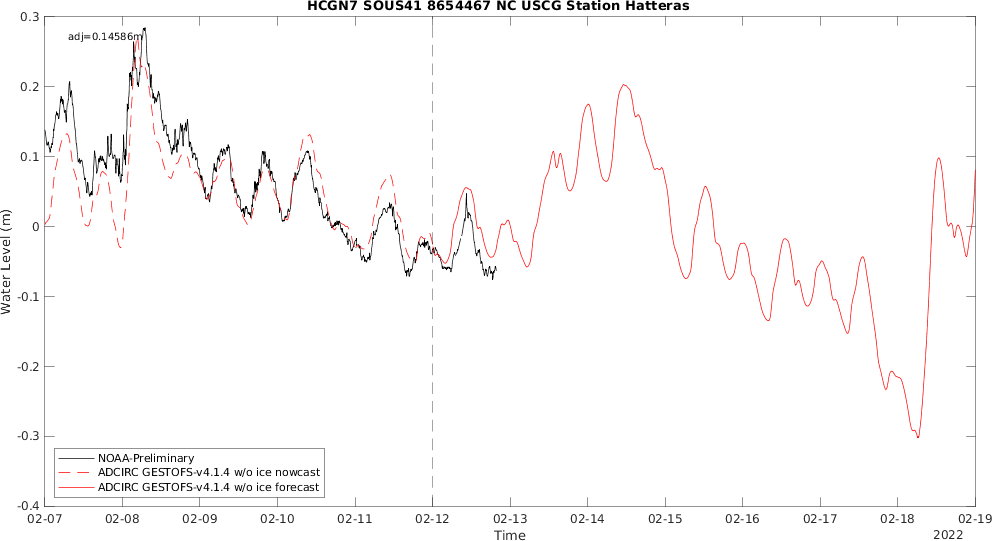 HCGN7 SOUS41 8654467 NC USCG Station Hatteras
adj=0.14586m
0.3
0.2
0.1
0
-0.1
-0.2
-0.3
-0.4
Water Level (m)
NOAA-Preliminary
ADCIRC GESTOFS-v4.1.4 w/o ice nowcast
ADCIRC GESTOFS-v4.1.4 w/o ice forecast
02-07 02-08 02-09 02-10 02-11 02-12 02-13 02-14 02-15 02-16 02-17 02-18 02-19
Time
2022